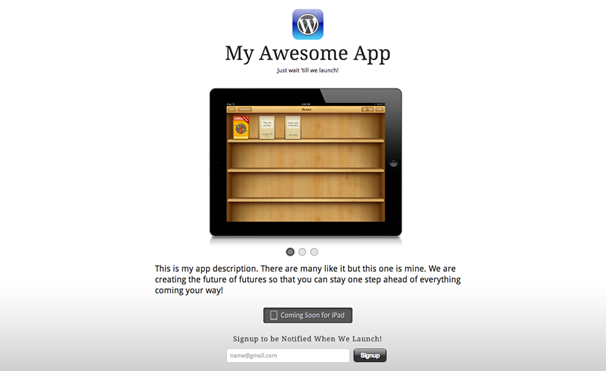 My Awesome App
Just wait 'till we launch!
Books
This is my app description. There are many like it but this one is mine. We are
creating the future of futures so that you can stay one step ahead of everything
coming your way!
Coming Soon for iPad
Signup to be Notified When We Launch!
name@gmail.com
Signup